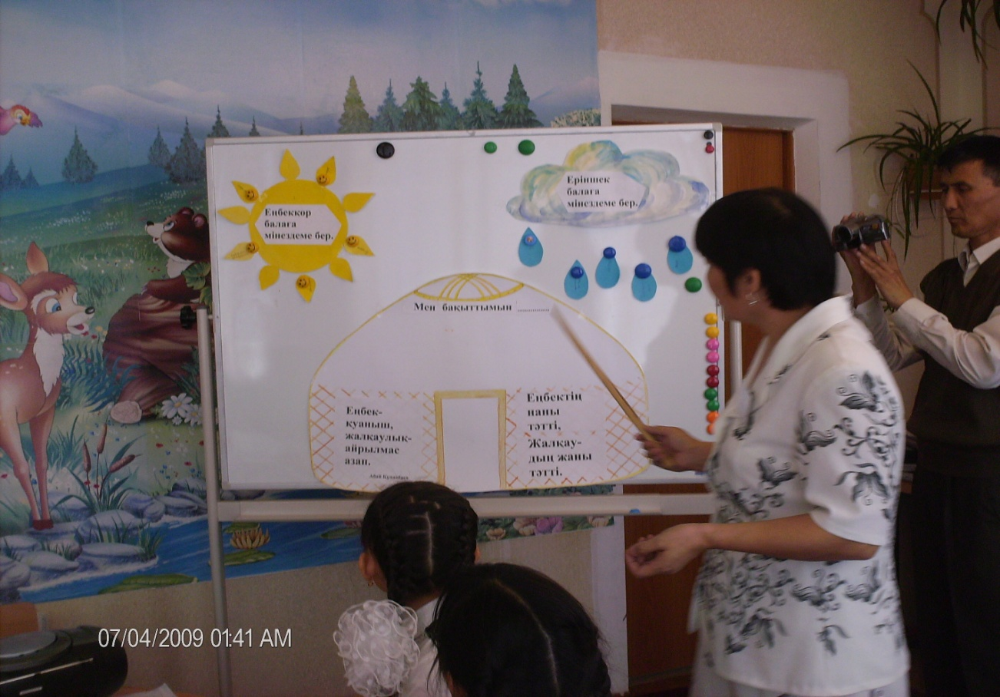 Еңбекқор
балаға
мінездеме бер.
Еріншек
балаға
мінездеме бер.
Мен бақыттымын ..............
Еңбек-
қуаныш,
жалқаулық-
айрылмас
азап.
Абай Құнанбаев
Еңбектің
наны
тәтті,
Жалқау-
дың жаны
тәтті.
07/04/2009 01:41 AM